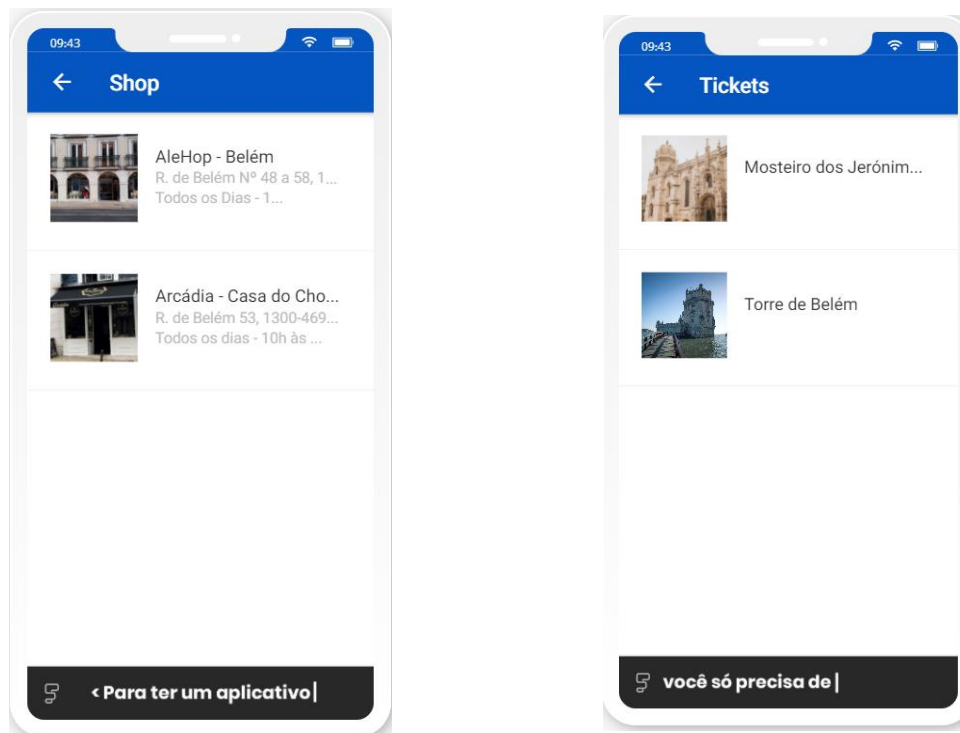 09:43
Shop
AleHop - Belém
R. de Belém Nº 48 a 58, 1...
Todos os Dias - 1...
Arcádia - Casa do Cho...
R. de Belém 53, 1300-469...
Todos os dias - 10h às ...
< Para ter um aplicativo|
09:43
Tickets
Mosteiro dos Jerónim...
Torre de Belém
você só precisa de |